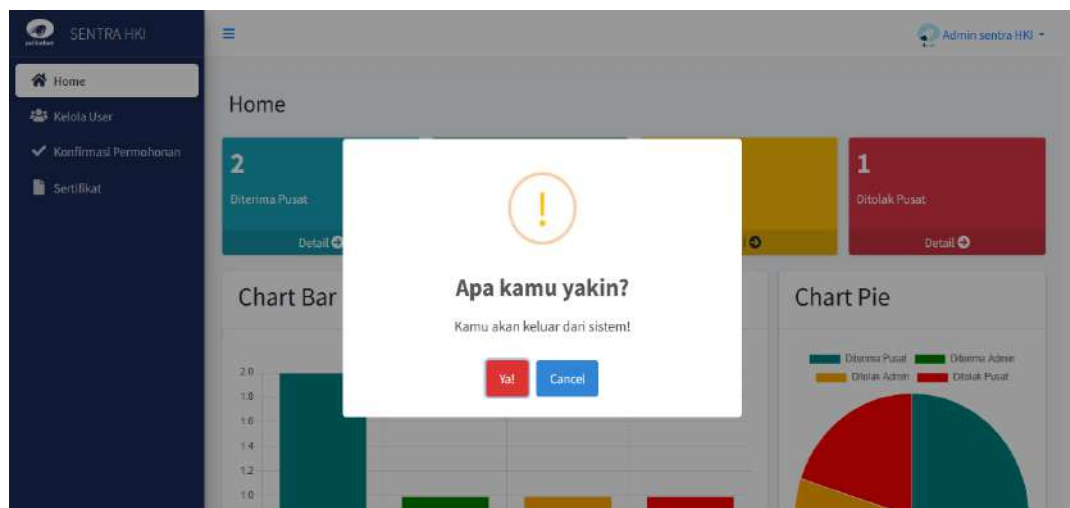 SENTRA HKI
Admin sentra HKI
Home
Kelola User
Konfirmasi Permohonan
Sertifikat
Home
2
Diterima Pusat
Detail
1
Ditolak Pusat
Detail
!
Apa kamu yakin?
Kamu akan keluar dari sistem!
Ya! Cancel
Chart Bar
2.0
1.8
1.6
1.4
1.2
1.0
Chart Pie
Diterima Pusat Diterima Admin
Ditolak Admin Ditolak Pusat